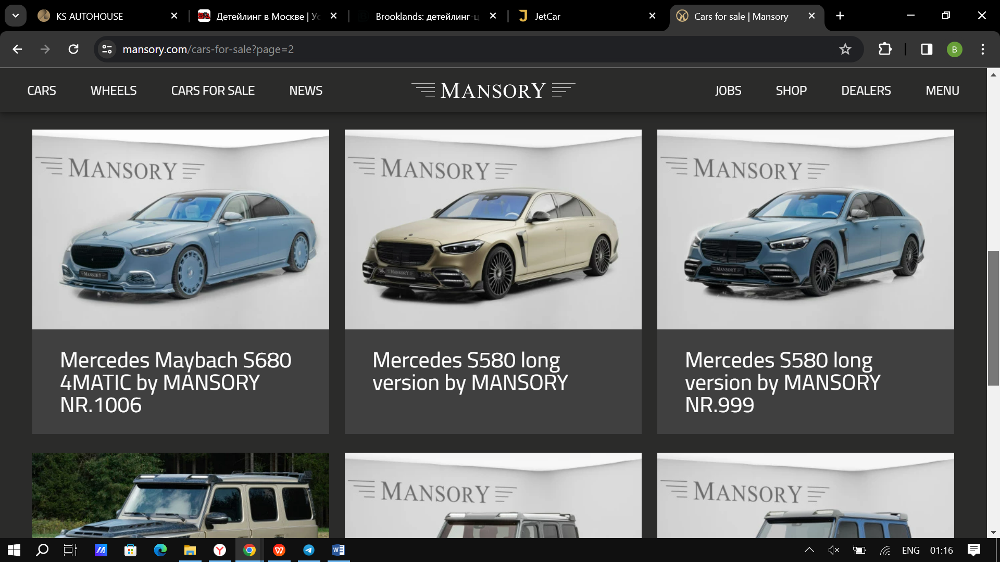 KS AUTOHOUSE
Детейлинг в Москве | Ус
Brooklands: детейлинг-ц
JetCar
Cars for sale | Mansory
mansory.com/cars-for-sale?page=2
B
CARS
WHEELS
CARS FOR SALE
NEWS
MANSORY
JOBS
SHOP
DEALERS
MENU
MANSORY
MANSORY
MANSORY
MANSORY
MANSORY
MANSORY
Mercedes Maybach S680
4MATIC by MANSORY
NR.1006
Mercedes S580 long
version by MANSORY
Mercedes S580 long
version by MANSORY
NR.999
MANSORY
MANSORY
ENG
01:16